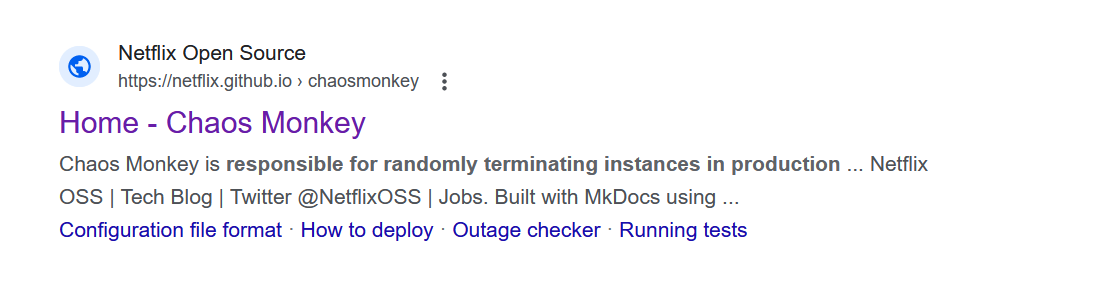 Netflix Open Source
https://netflix.github.io › chaosmonkey
Home - Chaos Monkey
Chaos Monkey is responsible for randomly terminating instances in production ... Netflix
OSS | Tech Blog | Twitter @NetflixOSS | Jobs. Built with MkDocs using ...
Configuration file format · How to deploy · Outage checker · Running tests